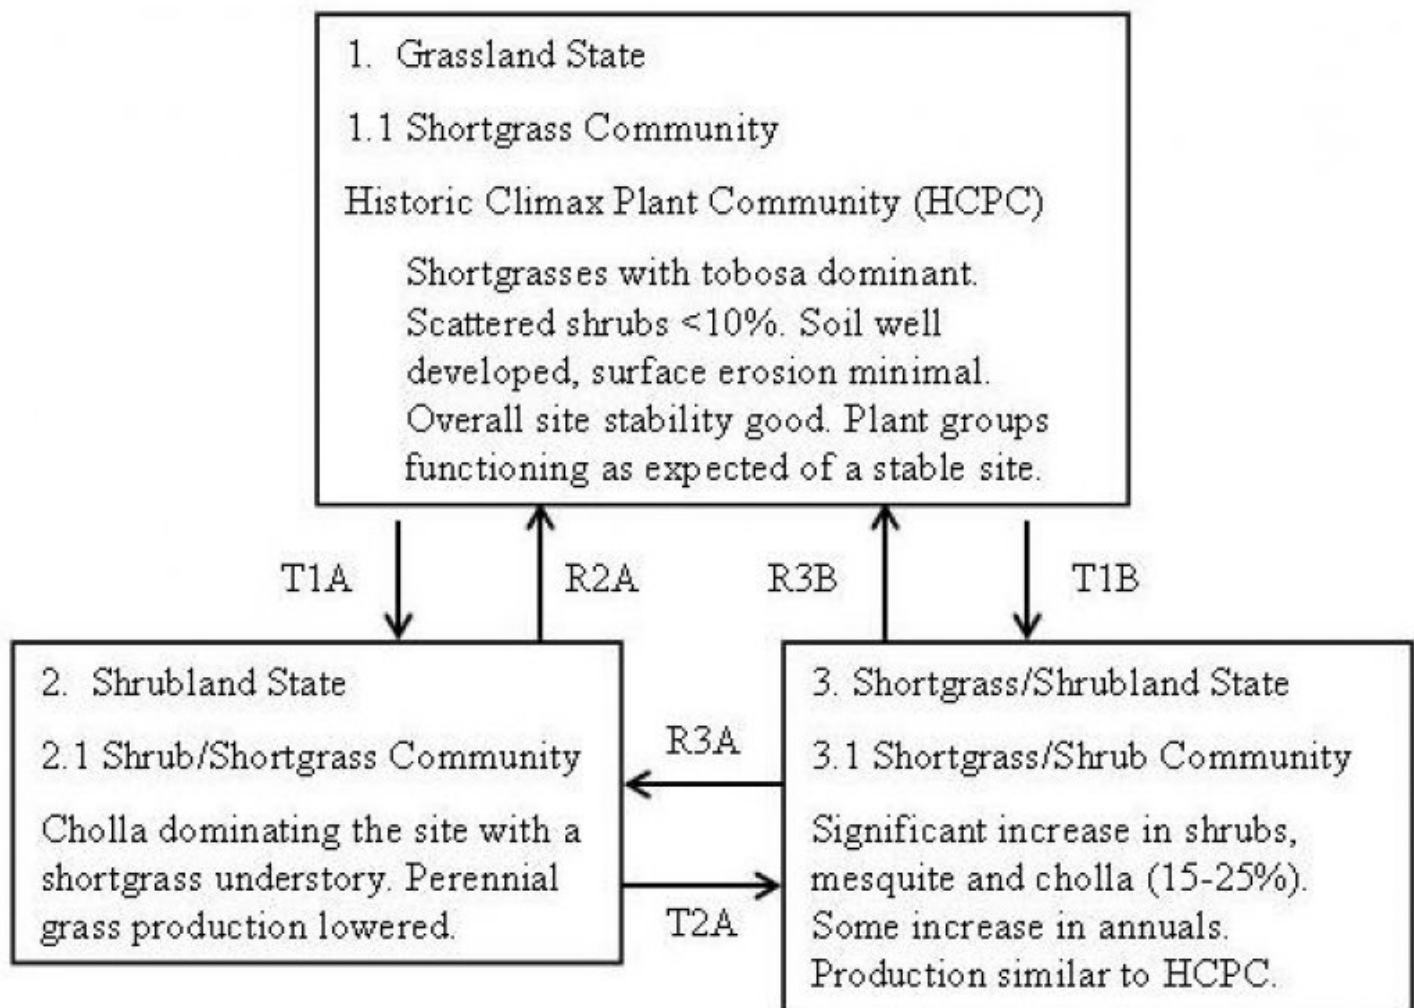 1. Grassland State
1.1 Shortgrass Community
Historic Climax Plant Community (HCPC)
Shortgrasses with tobosa dominant.
Scattered shrubs <10%. Soil well
developed, surface erosion minimal.
Overall site stability good. Plant groups
functioning as expected of a stable site.
T1A
R2A
R3B
T1B
2. Shrubland State
2.1 Shrub/Shortgrass Community
Cholla dominating the site with a
shortgrass understory. Perennial
grass production lowered.
R3A
T2A
3. Shortgrass/Shrubland State
3.1 Shortgrass/Shrub Community
Significant increase in shrubs,
mesquite and cholla (15-25%).
Some increase in annuals.
Production similar to HCPC.